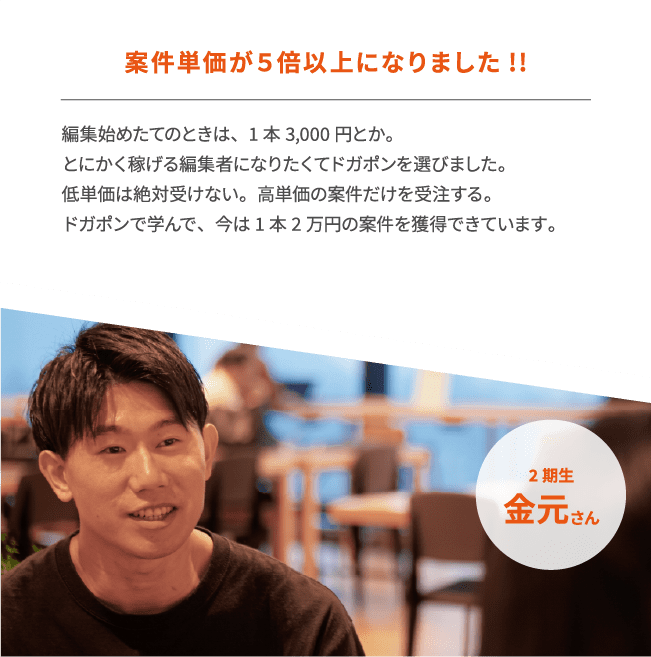 案件単価が5倍以上になりました!!
編集始めたてのときは、1本3,000円とか。
とにかく稼げる編集者になりたくてドガポンを選びました。
低単価は絶対受けない。高単価の案件だけを受注する。
ドガポンで学んで、今は1本2万円の案件を獲得できています。
2期生
金元さん